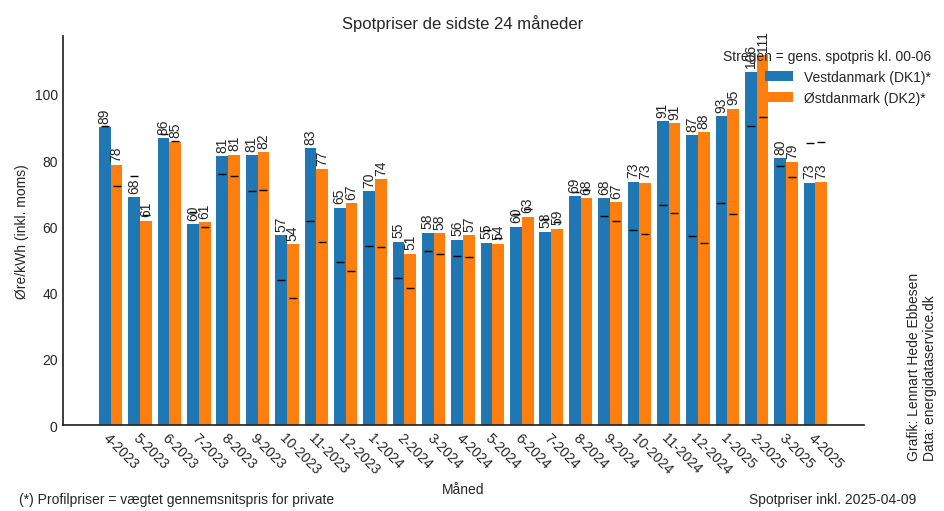 Spotpriser de sidste 24 måneder
Stregen = gens. spotpris kl. 00-06
Vestdanmark (DK1)*
Østdanmark (DK2)*
Øre/kWh (inkl. moms)
100
80
60
40
20
0
89 78 68 61 86 85 60 61 81 81 81 82 57 54 83 77 65 67 70 74 55 51 58 58 56 57 55 54 60 63 58 59 69 68 68 67 73 73 91 91 87 88 93 95 106 111 80 79 73 73
4-2023 5-2023 6-2023 7-2023 8-2023 9-2023 10-2023 11-2023 12-2023 1-2024 2-2024 3-2024 4-2024 5-2024 6-2024 7-2024 8-2024 9-2024 10-2024 11-2024 12-2024 1-2025 2-2025 3-2025 4-2025
Måned
Grafik: Lennart Hede Ebbesen
Data: energidataservice.dk
(*) Profilpriser = vægtet gennemsnitspris for private
Spotpriser inkl. 2025-04-09